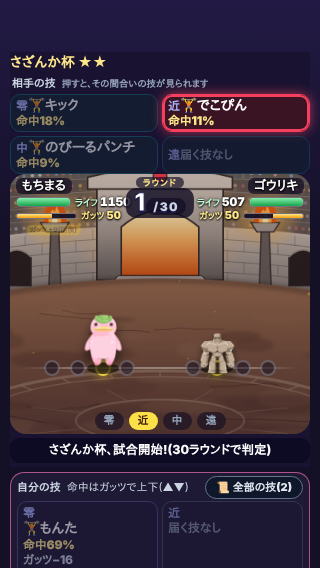 さざんか杯 ★★
相手の技 押すと、その間合いの技が見られます
零 キック
命中18%
近 でこぴん
命中11%
中 のびーるパンチ
命中9%
遠 届く技なし
もちまる
ラウンド
ゴウリキ
ライフ 1150
1 /30
ライフ 507
ガッツ 50
ガッツ 50
零 近 中 遠
さざんか杯、試合開始!(30ラウンドで判定)
自分の技 命中はガッツで上下(▲▼)
📜 全部の技(2)
零
もんた
命中69%
ガッツ−16
近
届く技なし